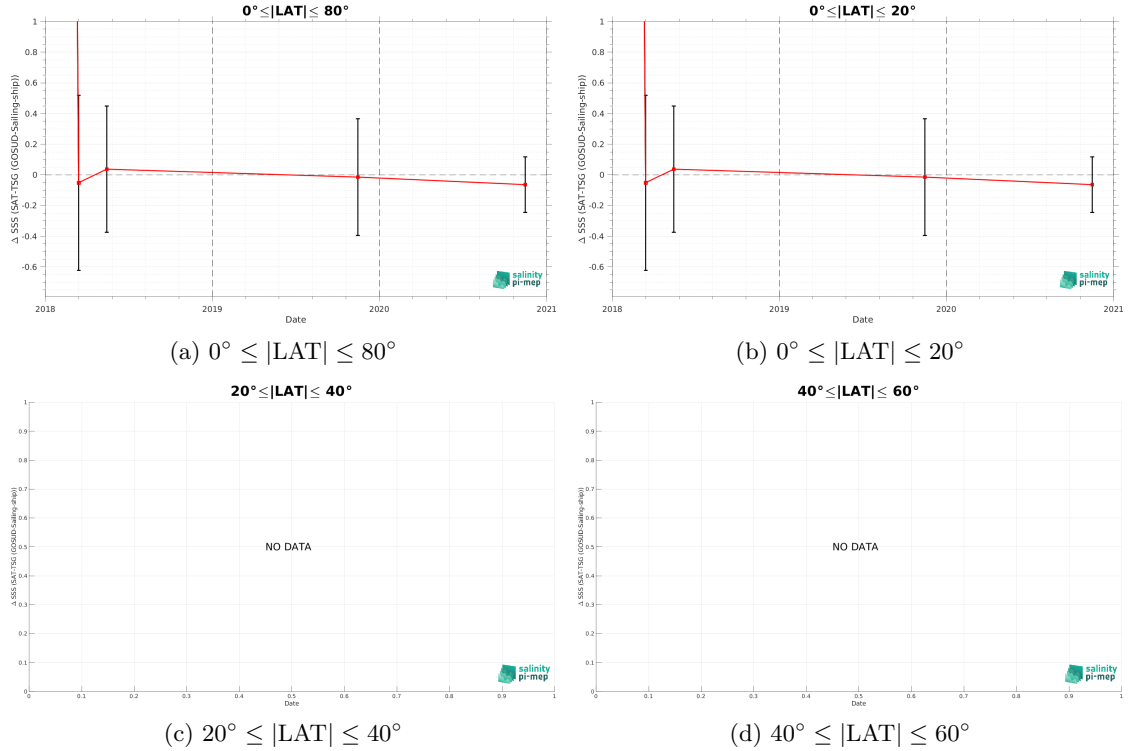 0°≤|LAT|≤ 80°
Δ SSS (SAT-TSG (GOSUD-Sailing-ship))
1
0.8
0.6
0.4
0.2
0
-0.2
-0.4
-0.6
2018 2019 2020 2021
Date
salinity
pi-mep
(a) 0° ≤ |LAT| ≤ 80°
0°≤|LAT|≤ 20°
Δ SSS (SAT-TSG (GOSUD-Sailing-ship))
1
0.8
0.6
0.4
0.2
0
-0.2
-0.4
-0.6
2018 2019 2020 2021
Date
salinity
pi-mep
(b) 0° ≤ |LAT| ≤ 20°
20°≤|LAT|≤ 40°
Δ SSS (SAT-TSG (GOSUD-Sailing-ship))
1
0.9
0.8
0.7
0.6
0.5
0.4
0.3
0.2
0.1
0
NO DATA
0 0.1 0.2 0.3 0.4 0.5 0.6 0.7 0.8 0.9 1
Date
salinity
pi-mep
(c) 20° ≤ |LAT| ≤ 40°
40°≤|LAT|≤ 60°
Δ SSS (SAT-TSG (GOSUD-Sailing-ship))
1
0.9
0.8
0.7
0.6
0.5
0.4
0.3
0.2
0.1
0
NO DATA
0 0.1 0.2 0.3 0.4 0.5 0.6 0.7 0.8 0.9 1
Date
salinity
pi-mep
(d) 40° ≤ |LAT| ≤ 60°